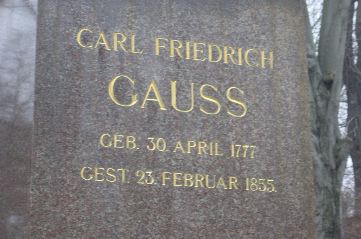 CARL FRIEDRICH
GAUSS
GEB. 30. APRIL 1777
GEST. 23. FEBRUAR 1855.